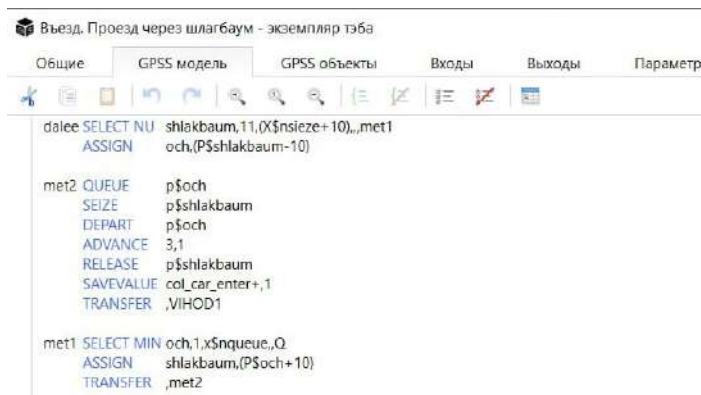 Въезд. Проезд через шлагбаум - экземпляр тэба
Общие GPSS модель GPSS объекты Входы Выходы Параметр
dalee SELECT NU shlakbaum,11,(X$nsieze+10),,,met1
ASSIGN och,(P$shlakbaum-10)
met2 QUEUE p$och
SEIZE p$shlakbaum
DEPART p$och
ADVANCE 3,1
RELEASE p$shlakbaum
SAVEVALUE col_car_enter+,1
TRANSFER ,VIHOD1
met1 SELECT MIN och,1,x$nqueue,,Q
ASSIGN shlakbaum,(P$och+10)
TRANSFER ,met2